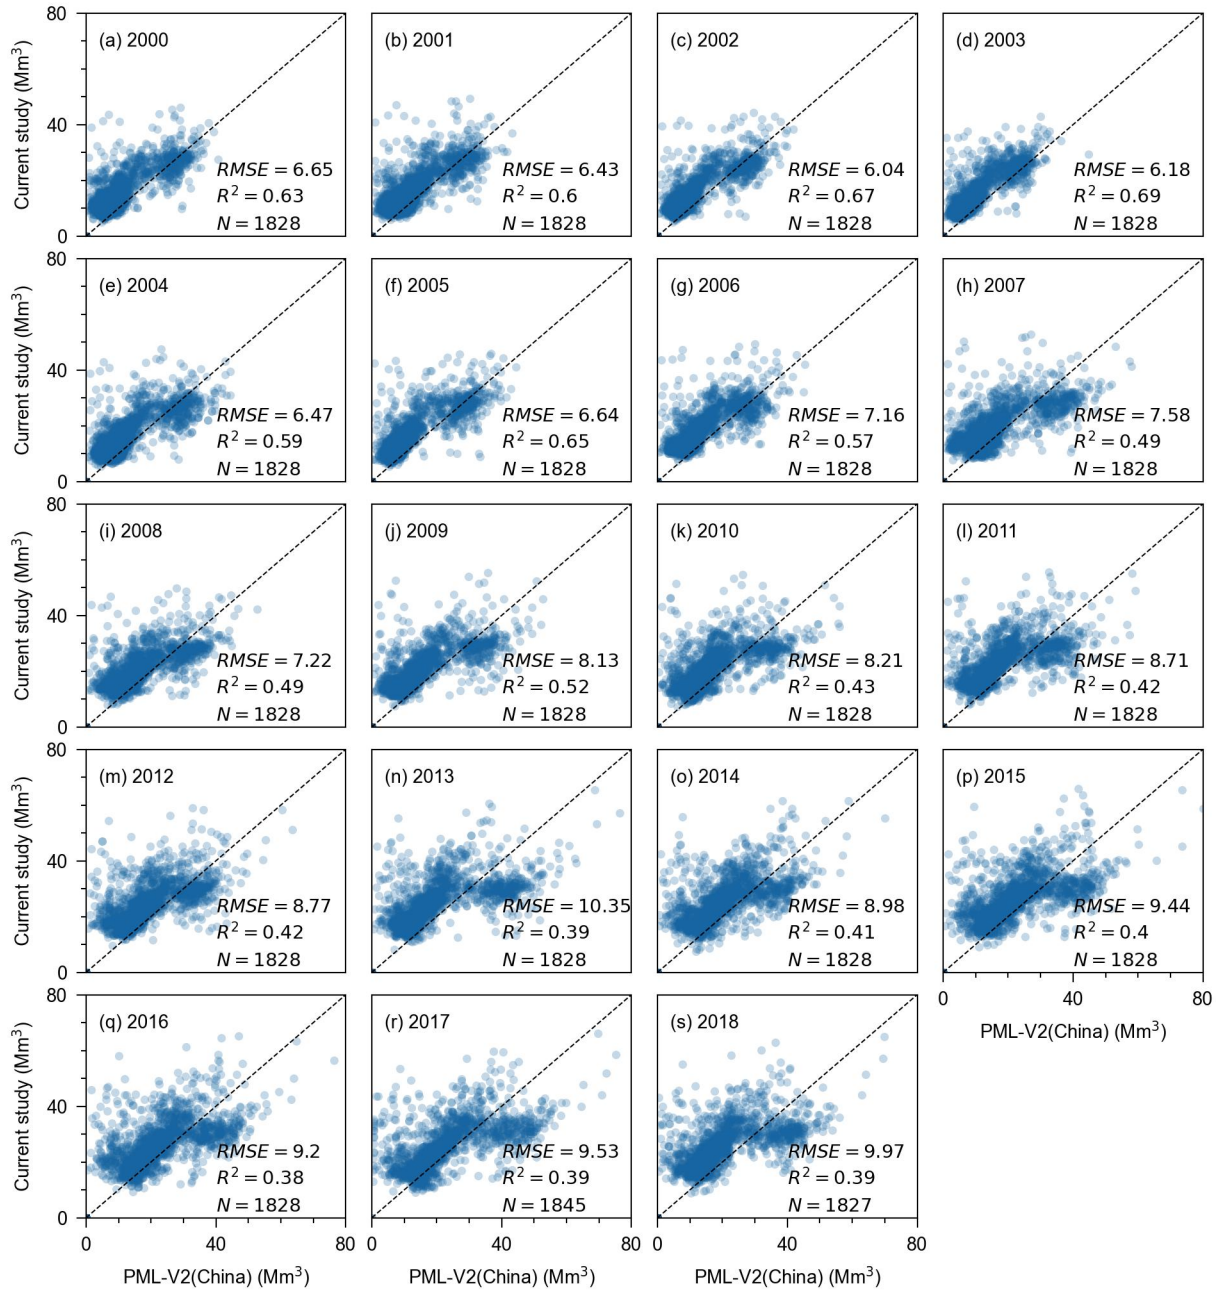 80
40
0
Current study (Mm³)
(a) 2000
RMSE = 6.65
R² = 0.63
N = 1828
(b) 2001
RMSE = 6.43
R² = 0.6
N = 1828
(c) 2002
RMSE = 6.04
R² = 0.67
N = 1828
(d) 2003
RMSE = 6.18
R² = 0.69
N = 1828
80
40
0
Current study (Mm³)
(e) 2004
RMSE = 6.47
R² = 0.59
N = 1828
(f) 2005
RMSE = 6.64
R² = 0.65
N = 1828
(g) 2006
RMSE = 7.16
R² = 0.57
N = 1828
(h) 2007
RMSE = 7.58
R² = 0.49
N = 1828
80
40
0
Current study (Mm³)
(i) 2008
RMSE = 7.22
R² = 0.49
N = 1828
(j) 2009
RMSE = 8.13
R² = 0.52
N = 1828
(k) 2010
RMSE = 8.21
R² = 0.43
N = 1828
(l) 2011
RMSE = 8.71
R² = 0.42
N = 1828
80
40
0
Current study (Mm³)
(m) 2012
RMSE = 8.77
R² = 0.42
N = 1828
(n) 2013
RMSE = 10.35
R² = 0.39
N = 1828
(o) 2014
RMSE = 8.98
R² = 0.41
N = 1828
(p) 2015
RMSE = 9.44
R² = 0.4
N = 1828
0 40 80
PML-V2(China) (Mm³)
80
40
0
Current study (Mm³)
(q) 2016
RMSE = 9.2
R² = 0.38
N = 1828
0 40 80
PML-V2(China) (Mm³)
(r) 2017
RMSE = 9.53
R² = 0.39
N = 1845
0 40 80
PML-V2(China) (Mm³)
(s) 2018
RMSE = 9.97
R² = 0.39
N = 1827
0 40 80
PML-V2(China) (Mm³)